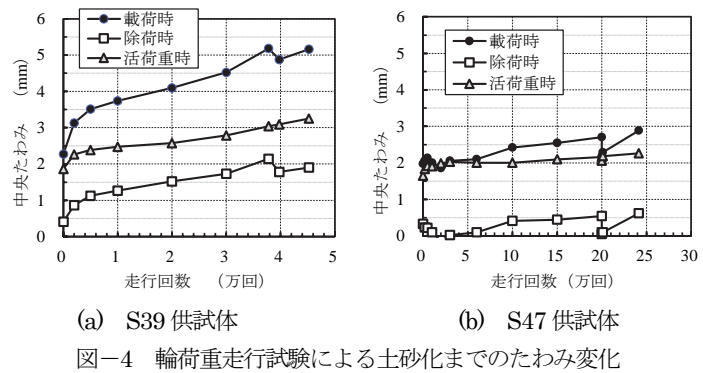 6
5
4
3
2
1
0
中央たわみ (mm)
載荷時
除荷時
活荷重時
0 1 2 3 4 5
走行回数 (万回)
(a) S39 供試体
6
5
4
3
2
1
0
中央たわみ (mm)
載荷時
除荷時
活荷重時
0 5 10 15 20 25 30
走行回数 (万回)
(b) S47 供試体
図－4 輪荷重走行試験による土砂化までのたわみ変化